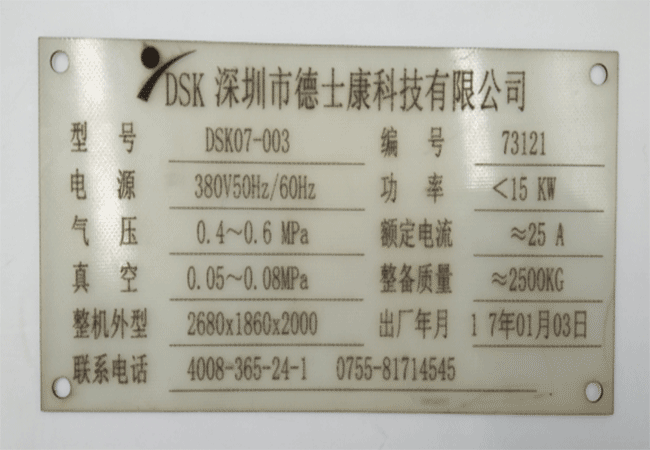 DSK 深圳市德士康科技有限公司
型 号 DSK07-003 编 号 73121
电 源 380V50Hz/60Hz 功 率 <15 KW
气 压 0.4~0.6 MPa 额定电流 ≈25 A
真 空 0.05~0.08MPa 整备质量 ≈2500KG
整机外型 2680x1860x2000 出厂年月 1 7年01月03日
联系电话 4008-365-24-1 0755-81714545